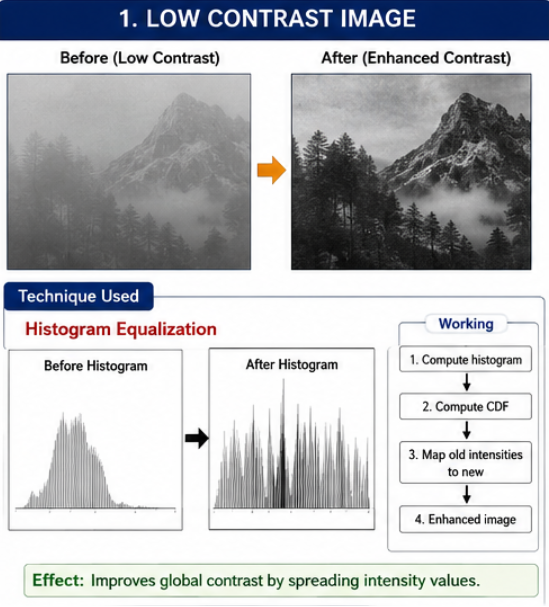 1. LOW CONTRAST IMAGE
Before (Low Contrast)
After (Enhanced Contrast)
Technique Used
Histogram Equalization
Before Histogram
After Histogram
Working
1. Compute histogram
2. Compute CDF
3. Map old intensities
to new
4. Enhanced image
Effect: Improves global contrast by spreading intensity values.